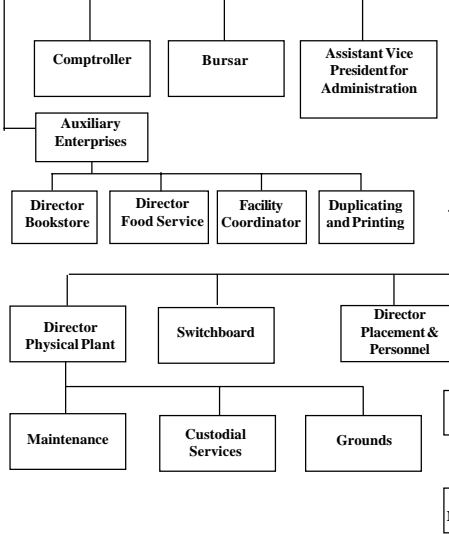 Comptroller
Bursar
Assistant Vice
President for
Administration
Auxiliary
Enterprises
Director
Bookstore
Director
Food Service
Facility
Coordinator
Duplicating
and Printing
Director
Physical Plant
Switchboard
Director
Placement &
Personnel
Maintenance
Custodial
Services
Grounds